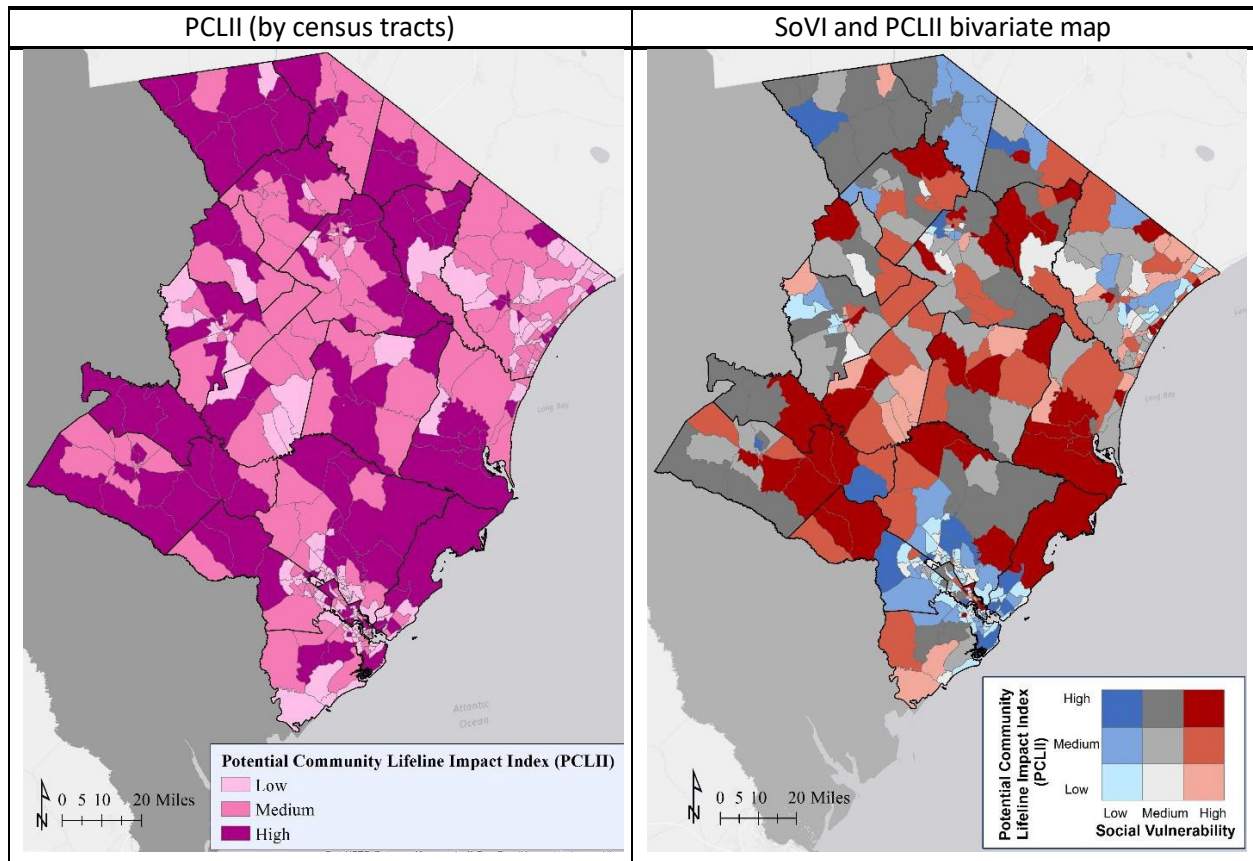 PCLII (by census tracts)
SoVI and PCLII bivariate map
Long Bay
Atlantic
Ocean
0 5 10 20 Miles
N
Potential Community Lifeline Impact Index (PCLII)
Low
Medium
High
Long Bay
0 5 10 20 Miles
N
Potential Community
Lifeline Impact Index
(PCLII)
High
Medium
Low
Low Medium High
Social Vulnerability